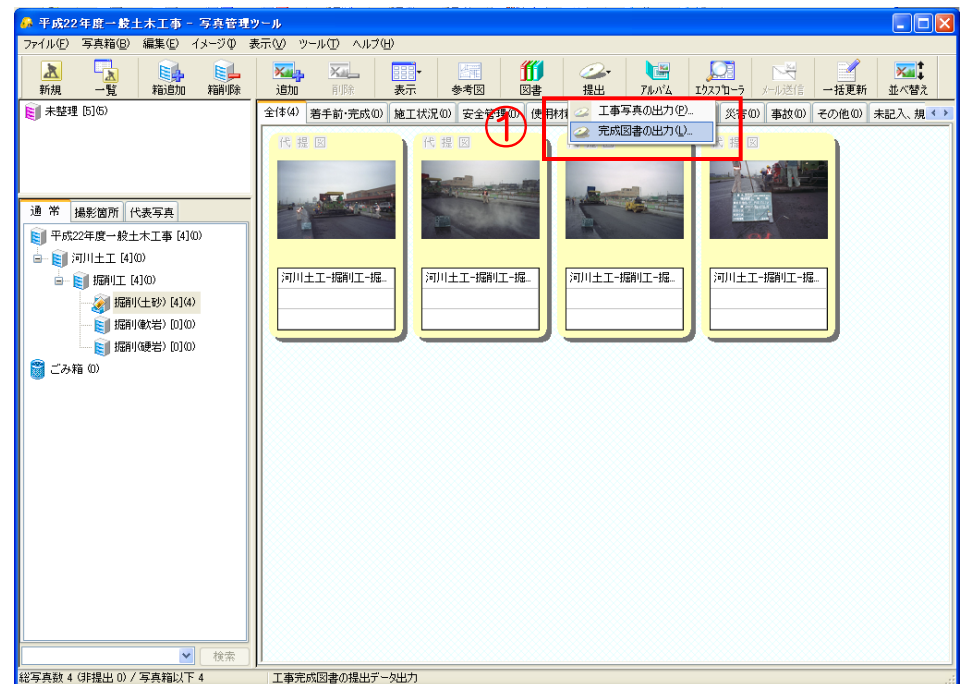 平成22年度一般土木工事 - 写真管理ツール
ファイル(F) 写真箱(B) 編集(E) イメージ(I) 表示(V) ツール(T) ヘルプ(H)
新規 一覧 箱追加 箱削除 追加 削除 表示 参考図 図書 提出 アルバム エクスプローラ メール送信 一括更新 並べ替え
未整理 [5](5)
全体(4) 着手前・完成(0) 施工状況(0) 安全管理(0) 使用材 災害(0) 事故(0) その他(0) 未記入、規
工事写真の出力(P)...
完成図書の出力(L)...
①
代 提 図
代 提 図
図
通 常 撮影箇所 代表写真
平成22年度一般土木工事 [4](0)
河川土工 [4](0)
掘削工 [4](0)
掘削(土砂) [4](4)
掘削(軟岩) [0](0)
掘削(硬岩) [0](0)
ごみ箱 (0)
河川土工-掘削工-掘...
河川土工-掘削工-掘...
河川土工-掘削工-掘...
河川土工-掘削工-掘...
検索
総写真数 4 (非提出 0) / 写真箱以下 4
工事完成図書の提出データ出力